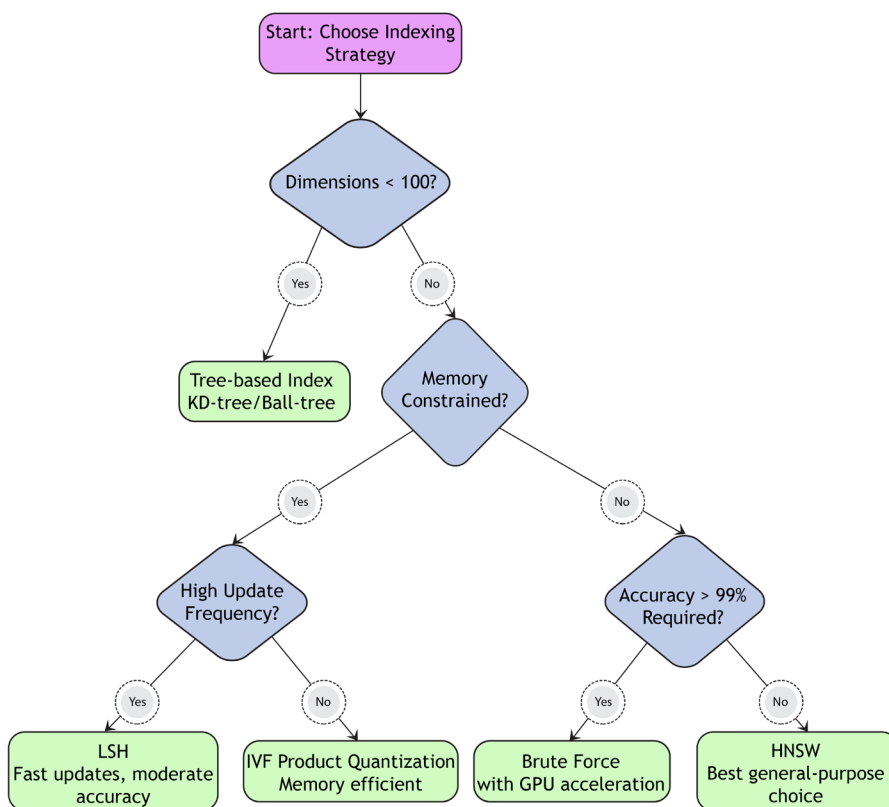 Start: Choose Indexing
Strategy
Dimensions < 100?
Yes
No
Tree-based Index
KD-tree/Ball-tree
Memory
Constrained?
Yes
No
High Update
Frequency?
Accuracy > 99%
Required?
Yes
No
Yes
No
LSH
Fast updates, moderate
accuracy
IVF Product Quantization
Memory efficient
Brute Force
with GPU acceleration
HNSW
Best general-purpose
choice